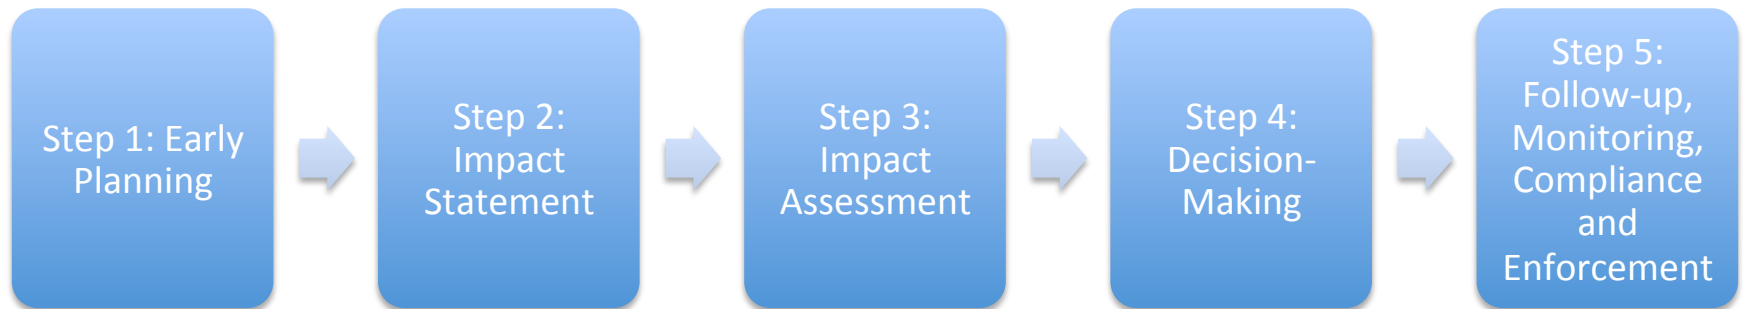 Step 1: Early
Planning
Step 2:
Impact
Statement
Step 3:
Impact
Assessment
Step 4:
Decision-
Making
Step 5:
Follow-up,
Monitoring,
Compliance
and
Enforcement